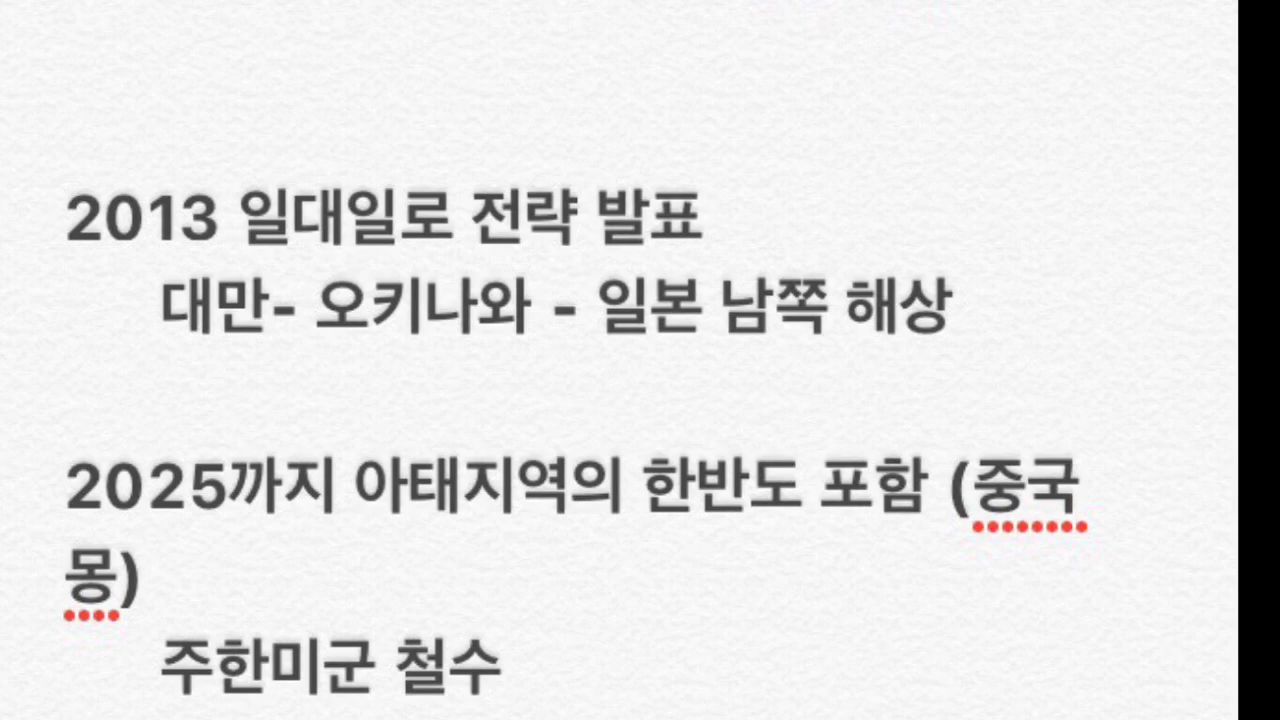 2013 일대일로 전략 발표
대만- 오키나와 - 일본 남쪽 해상
2025까지 아태지역의 한반도 포함 (중국
몽)
주한미군 철수